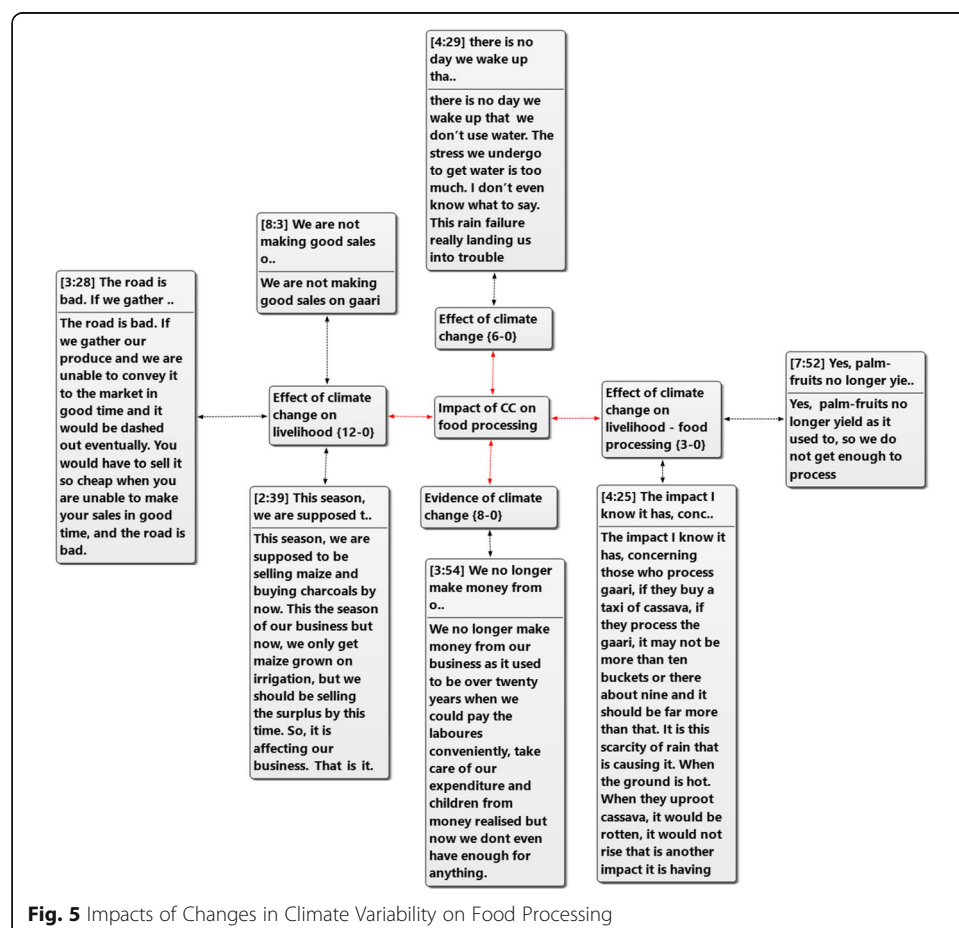 [4:29] there is no
day we wake up
tha..
there is no day we
wake up that we
don't use water. The
stress we undergo
to get water is too
much. I don't even
know what to say.
This rain failure
really landing us
into trouble
[8:3] We are not
making good sales
o..
We are not making
good sales on gaari
[3:28] The road is
bad. If we gather ..
The road is bad. If
we gather our
produce and we are
unable to convey it
to the market in
good time and it
would be dashed
out eventually. You
would have to sell it
so cheap when you
are unable to make
your sales in good
time, and the road is
bad.
Effect of climate
change {6-0}
Effect of climate
change on
livelihood {12-0}
Impact of CC on
food processing
Effect of climate
change on
livelihood - food
processing {3-0}
[7:52] Yes, palm-
fruits no longer yie..
Yes, palm-fruits no
longer yield as it
used to, so we do
not get enough to
process
[2:39] This season,
we are supposed t..
This season, we are
supposed to be
selling maize and
buying charcoals by
now. This the season
of our business but
now, we only get
maize grown on
irrigation, but we
should be selling
the surplus by this
time. So, it is
affecting our
business. That is it.
Evidence of climate
change {8-0}
[3:54] We no longer
make money from
o..
We no longer make
money from our
business as it used
to be over twenty
years when we
could pay the
laboures
conveniently, take
care of our
expenditure and
children from
money realised but
now we dont even
have enough for
anything.
[4:25] The impact I
know it has, conc..
The impact I know it
has, concerning
those who process
gaari, if they buy a
taxi of cassava, if
they process the
gaari, it may not be
more than ten
buckets or there
about nine and it
should be far more
than that. It is this
scarcity of rain that
is causing it. When
the ground is hot.
When they uproot
cassava, it would be
rotten, it would not
rise that is another
impact it is having
Fig. 5 Impacts of Changes in Climate Variability on Food Processing